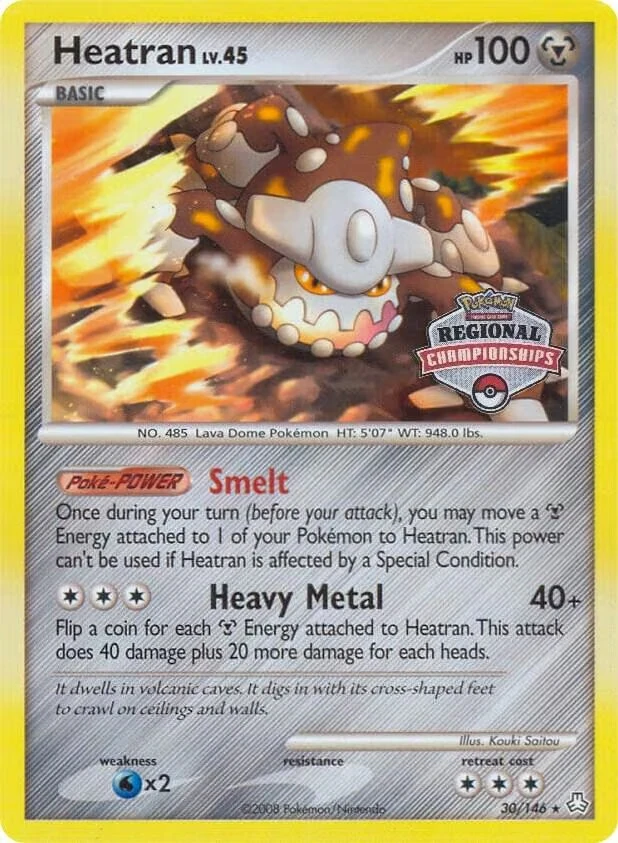 Heatran LV.45
HP 100
BASIC
Pokémon
REGIONAL
CHAMPIONSHIPS
NO. 485 Lava Dome Pokémon HT: 5'07" WT: 948.0 lbs.
Poké-POWER Smelt
Once during your turn (before your attack), you may move a
Energy attached to 1 of your Pokémon to Heatran. This power
can't be used if Heatran is affected by a Special Condition.
Heavy Metal 40+
Flip a coin for each Energy attached to Heatran. This attack
does 40 damage plus 20 more damage for each heads.
It dwells in volcanic caves. It digs in with its cross-shaped feet
to crawl on ceilings and walls.
Illus. Kouki Saitou
weakness resistance retreat cost
x2
©2008 Pokémon/Nintendo 30/146 ★